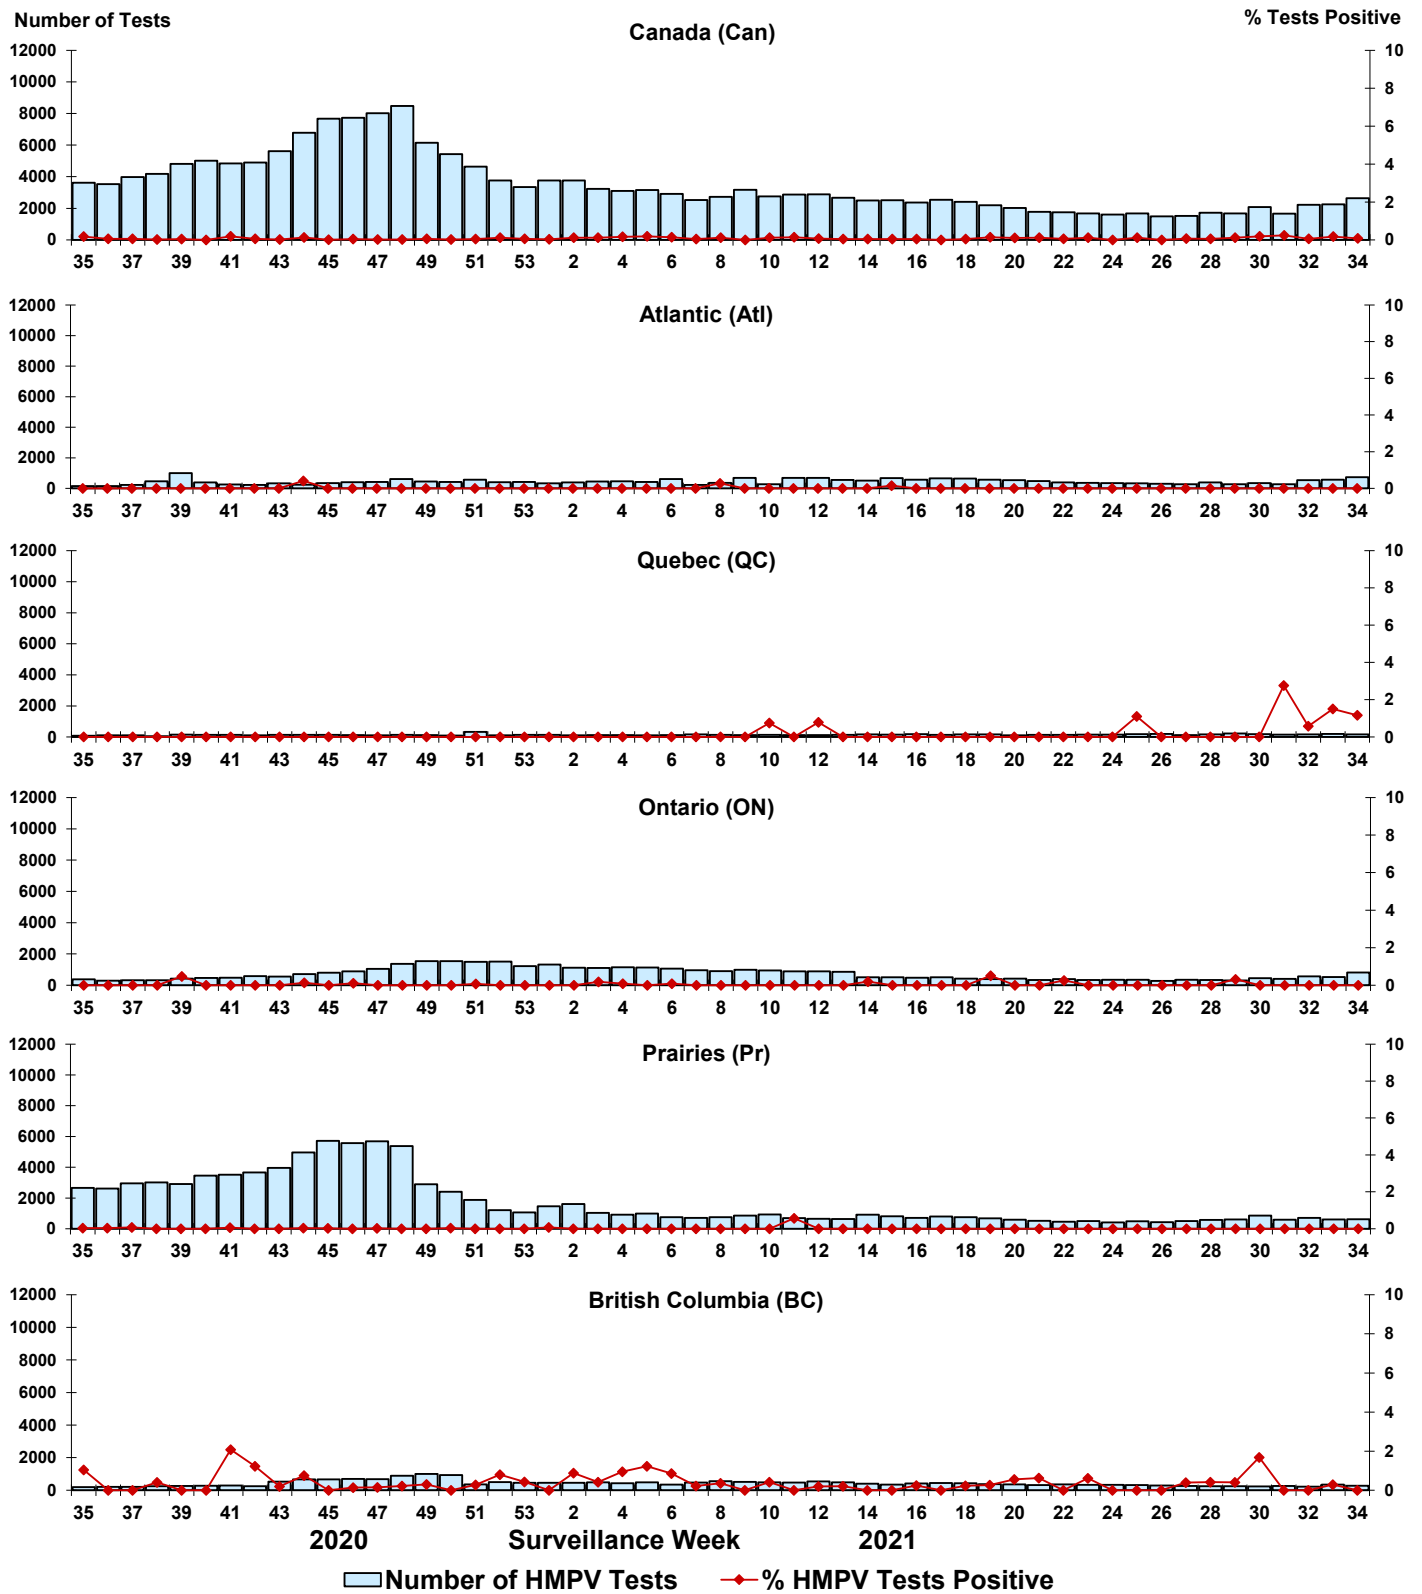 Number of Tests
% Tests Positive
Canada (Can)
12000 10
10000 8
8000 6
6000 4
4000 2
2000 0
0
35 37 39 41 43 45 47 49 51 53 2 4 6 8 10 12 14 16 18 20 22 24 26 28 30 32 34
Atlantic (Atl)
12000 10
10000 8
8000 6
6000 4
4000 2
2000 0
0
35 37 39 41 43 45 47 49 51 53 2 4 6 8 10 12 14 16 18 20 22 24 26 28 30 32 34
Quebec (QC)
12000 10
10000 8
8000 6
6000 4
4000 2
2000 0
0
35 37 39 41 43 45 47 49 51 53 2 4 6 8 10 12 14 16 18 20 22 24 26 28 30 32 34
Ontario (ON)
12000 10
10000 8
8000 6
6000 4
4000 2
2000 0
0
35 37 39 41 43 45 47 49 51 53 2 4 6 8 10 12 14 16 18 20 22 24 26 28 30 32 34
Prairies (Pr)
12000 10
10000 8
8000 6
6000 4
4000 2
2000 0
0
35 37 39 41 43 45 47 49 51 53 2 4 6 8 10 12 14 16 18 20 22 24 26 28 30 32 34
British Columbia (BC)
12000 10
10000 8
8000 6
6000 4
4000 2
2000 0
0
35 37 39 41 43 45 47 49 51 53 2 4 6 8 10 12 14 16 18 20 22 24 26 28 30 32 34
2020 Surveillance Week 2021
Number of HMPV Tests % HMPV Tests Positive